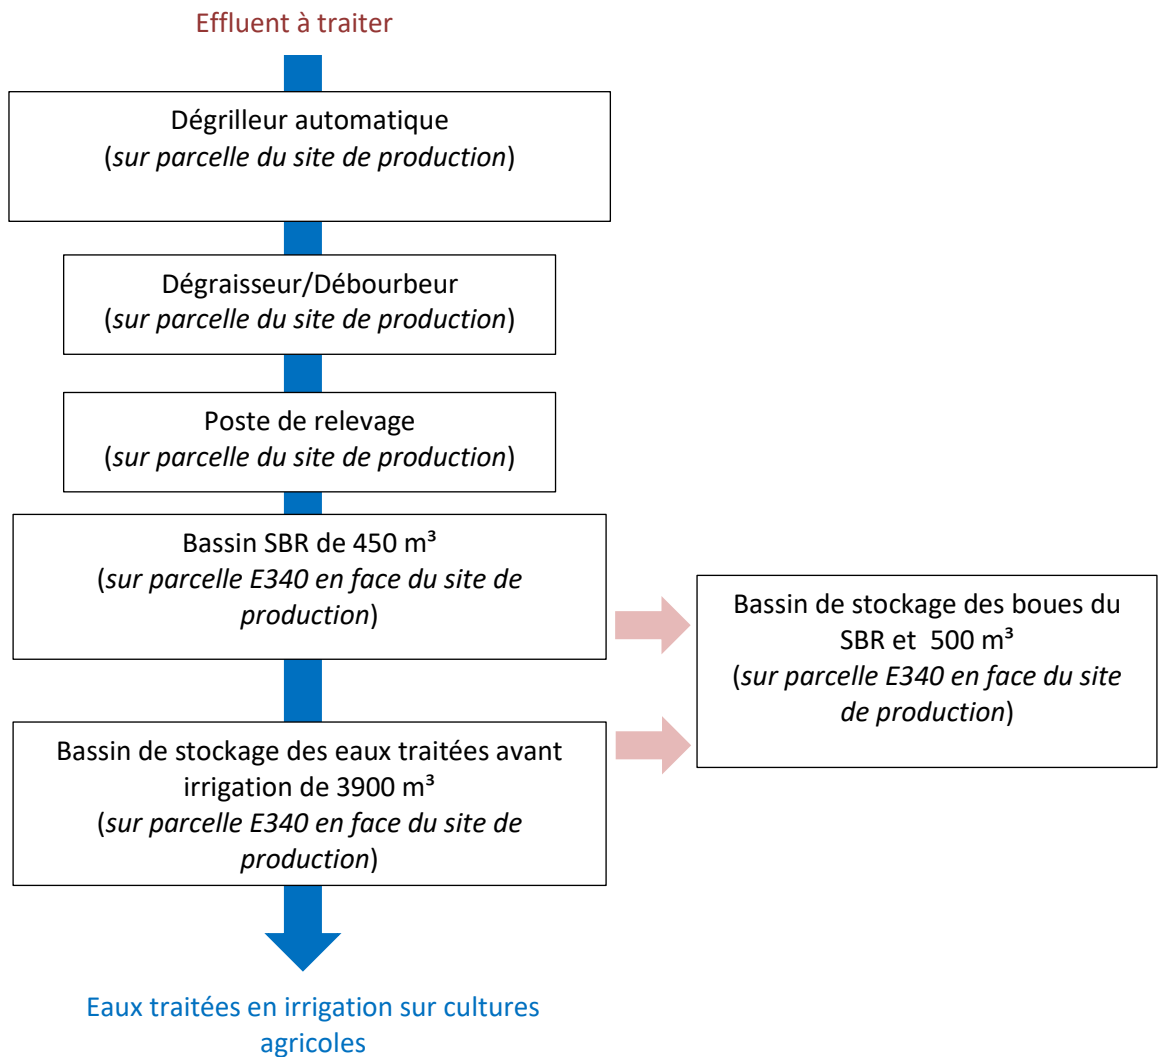 Effluent à traiter
Dégrilleur automatique
(sur parcelle du site de production)
Dégraisseur/Débourbeur
(sur parcelle du site de production)
Poste de relevage
(sur parcelle du site de production)
Bassin SBR de 450 m³
(sur parcelle E340 en face du site de
production)
Bassin de stockage des boues du
SBR et  500 m³
(sur parcelle E340 en face du site
de production)
Bassin de stockage des eaux traitées avant
irrigation de 3900 m³
(sur parcelle E340 en face du site de
production)
Eaux traitées en irrigation sur cultures
agricoles